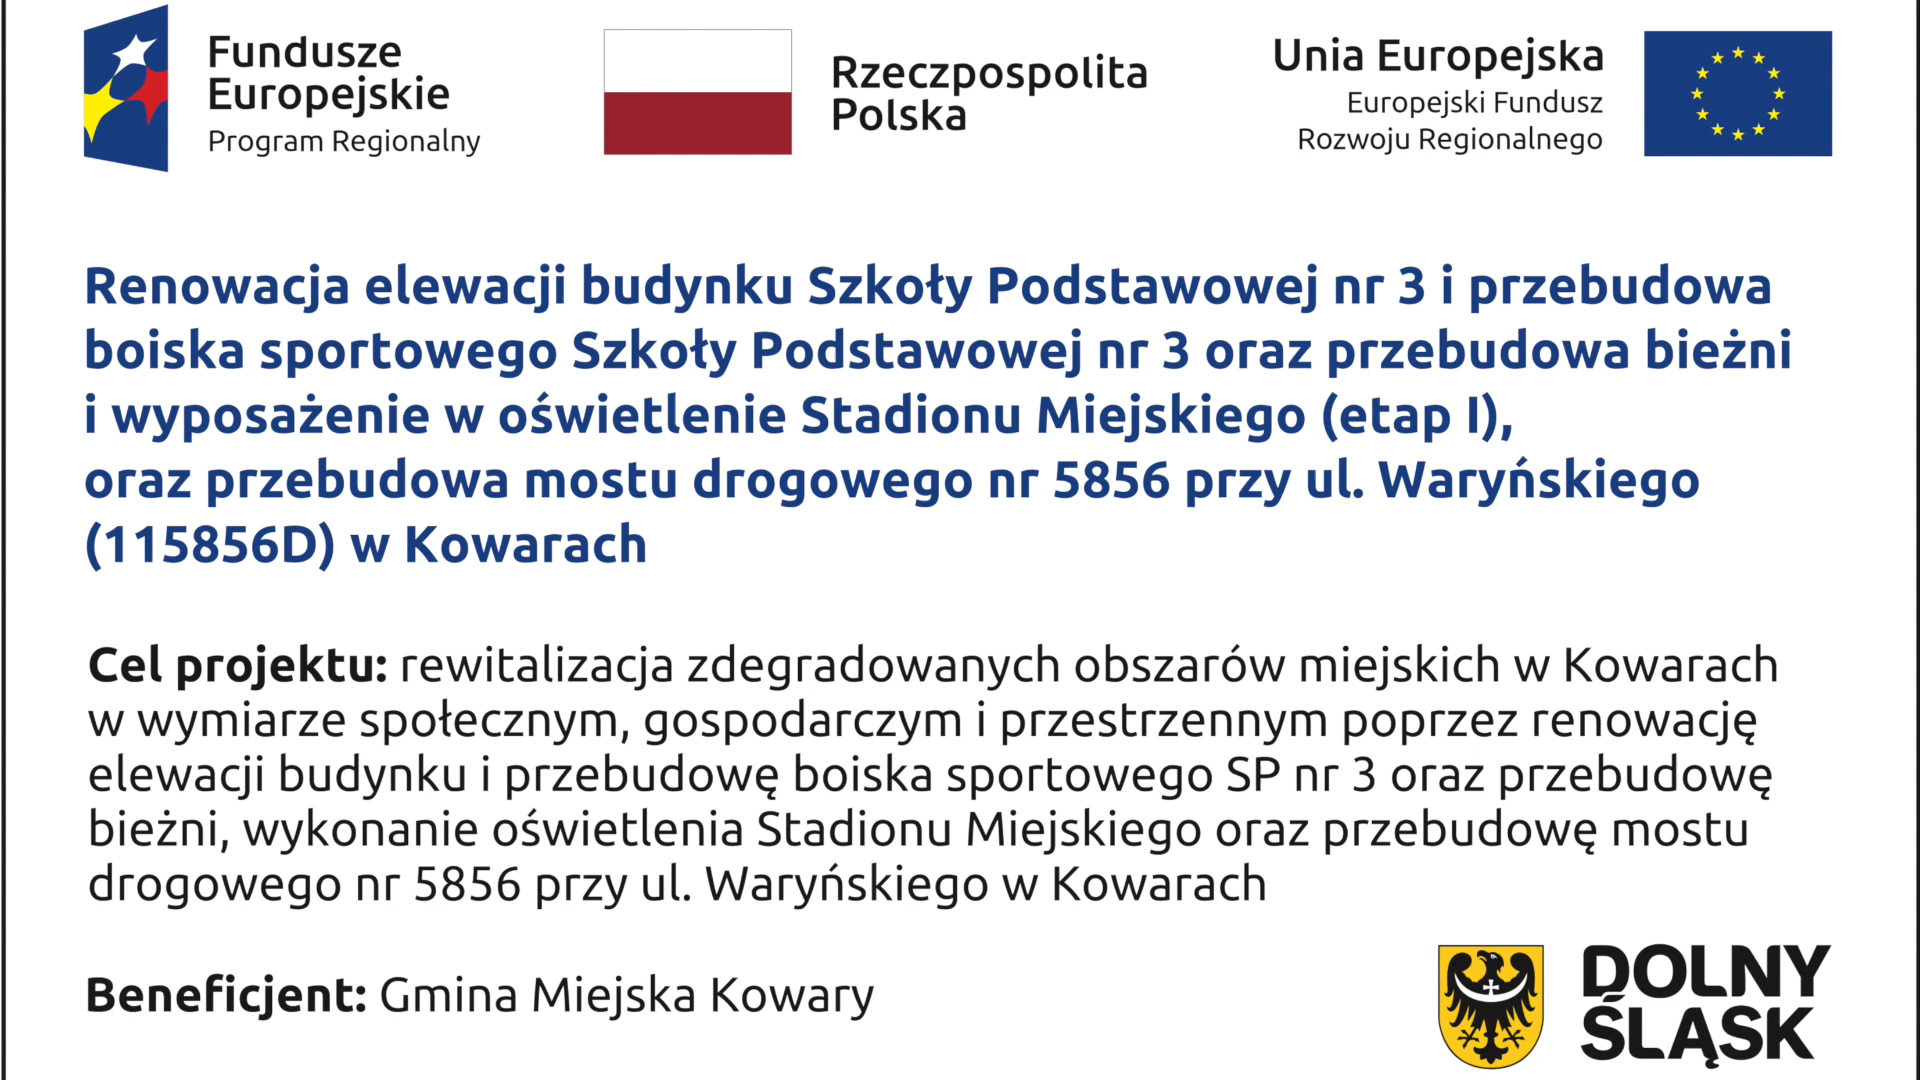 Fundusze
Europejskie
Program Regionalny
Rzeczpospolita
Polska
Unia Europejska
Europejski Fundusz
Rozwoju Regionalnego
Renowacja elewacji budynku Szkoły Podstawowej nr 3 i przebudowa
boiska sportowego Szkoły Podstawowej nr 3 oraz przebudowa bieżni
i wyposażenie w oświetlenie Stadionu Miejskiego (etap I),
oraz przebudowa mostu drogowego nr 5856 przy ul. Waryńskiego
(115856D) w Kowarach
Cel projektu: rewitalizacja zdegradowanych obszarów miejskich w Kowarach
w wymiarze społecznym, gospodarczym i przestrzennym poprzez renowację
elewacji budynku i przebudowę boiska sportowego SP nr 3 oraz przebudowę
bieżni, wykonanie oświetlenia Stadionu Miejskiego oraz przebudowę mostu
drogowego nr 5856 przy ul. Waryńskiego w Kowarach
Beneficjent: Gmina Miejska Kowary
DOLNY
ŚLĄSK